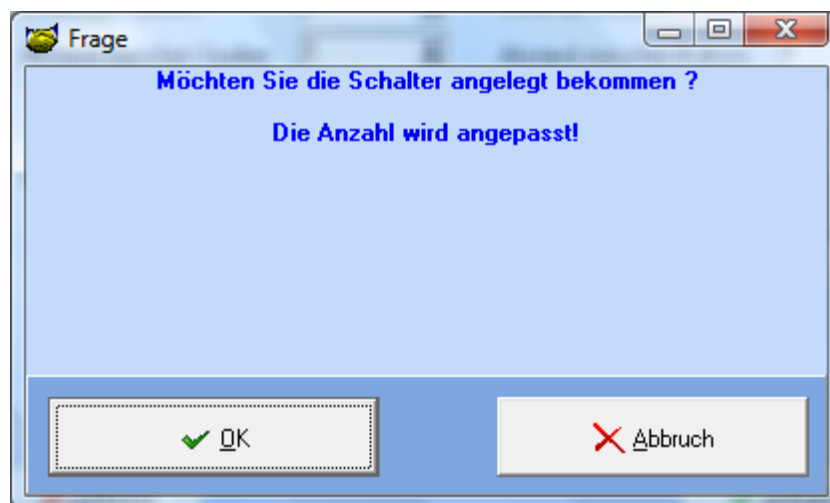 Frage
Möchten Sie die Schalter angelegt bekommen ?
Die Anzahl wird angepasst!
OK
Abbruch